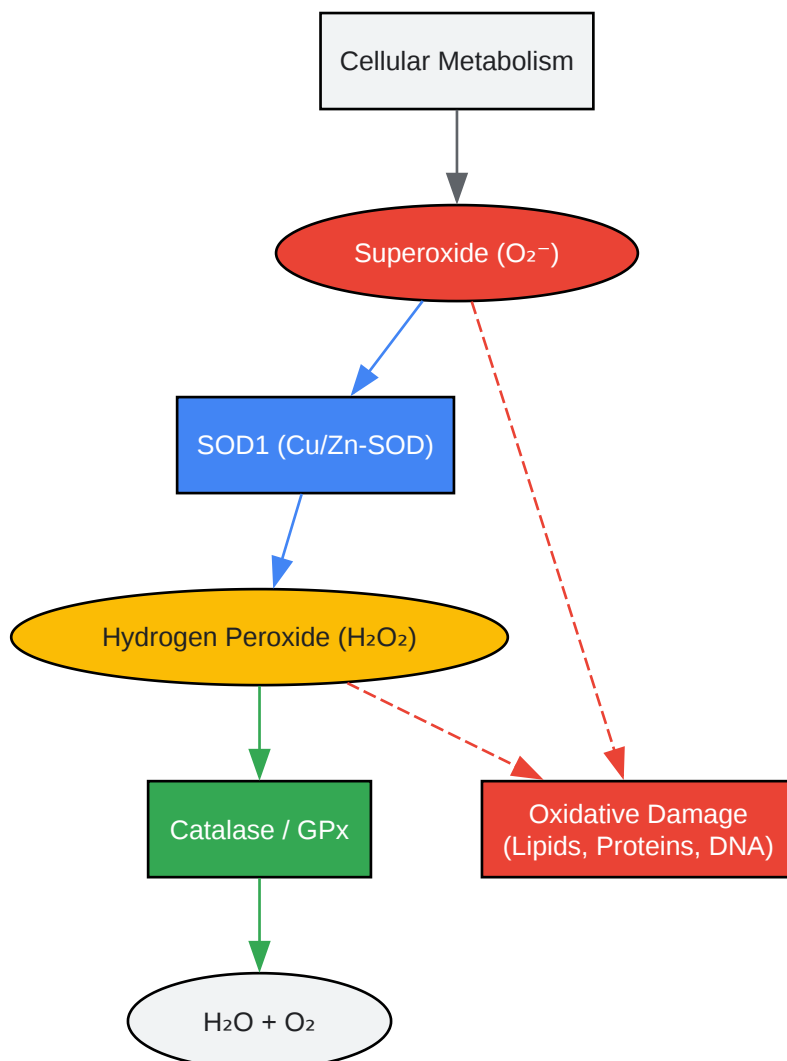 Cellular Metabolism
Superoxide (O₂⁻)
SOD1 (Cu/Zn-SOD)
Hydrogen Peroxide (H₂O₂)
Catalase / GPx
Oxidative Damage
(Lipids, Proteins, DNA)
H₂O + O₂